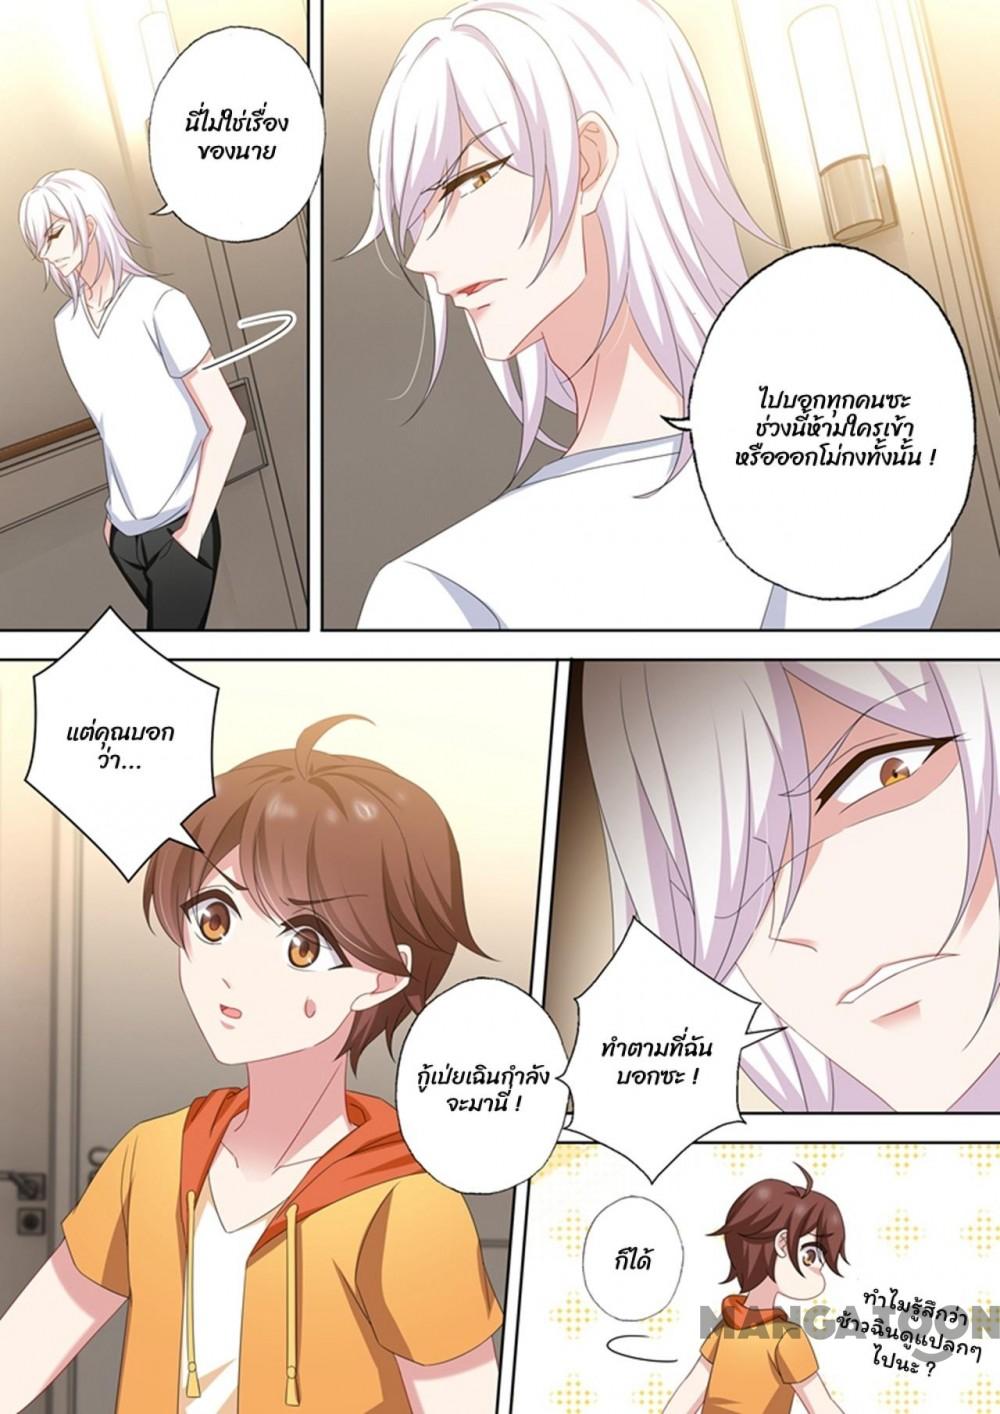 นี่ไม่ใช่เรื่อง
ของนาย
ไปบอกทุกคนซะ
ช่วงนี้ห้ามใครเข้า
หรือออกโม่กงทั้งนั้น !
แต่คุณบอก
ว่า...
กู้เป่ยเฉินกำลัง
จะมานี่ !
ทำตามที่ฉัน
บอกซะ !
ก็ได้
ทำไมรู้สึกว่า
ช้าวฉินดูแปลกๆ
ไปนะ ?
MANGATOON